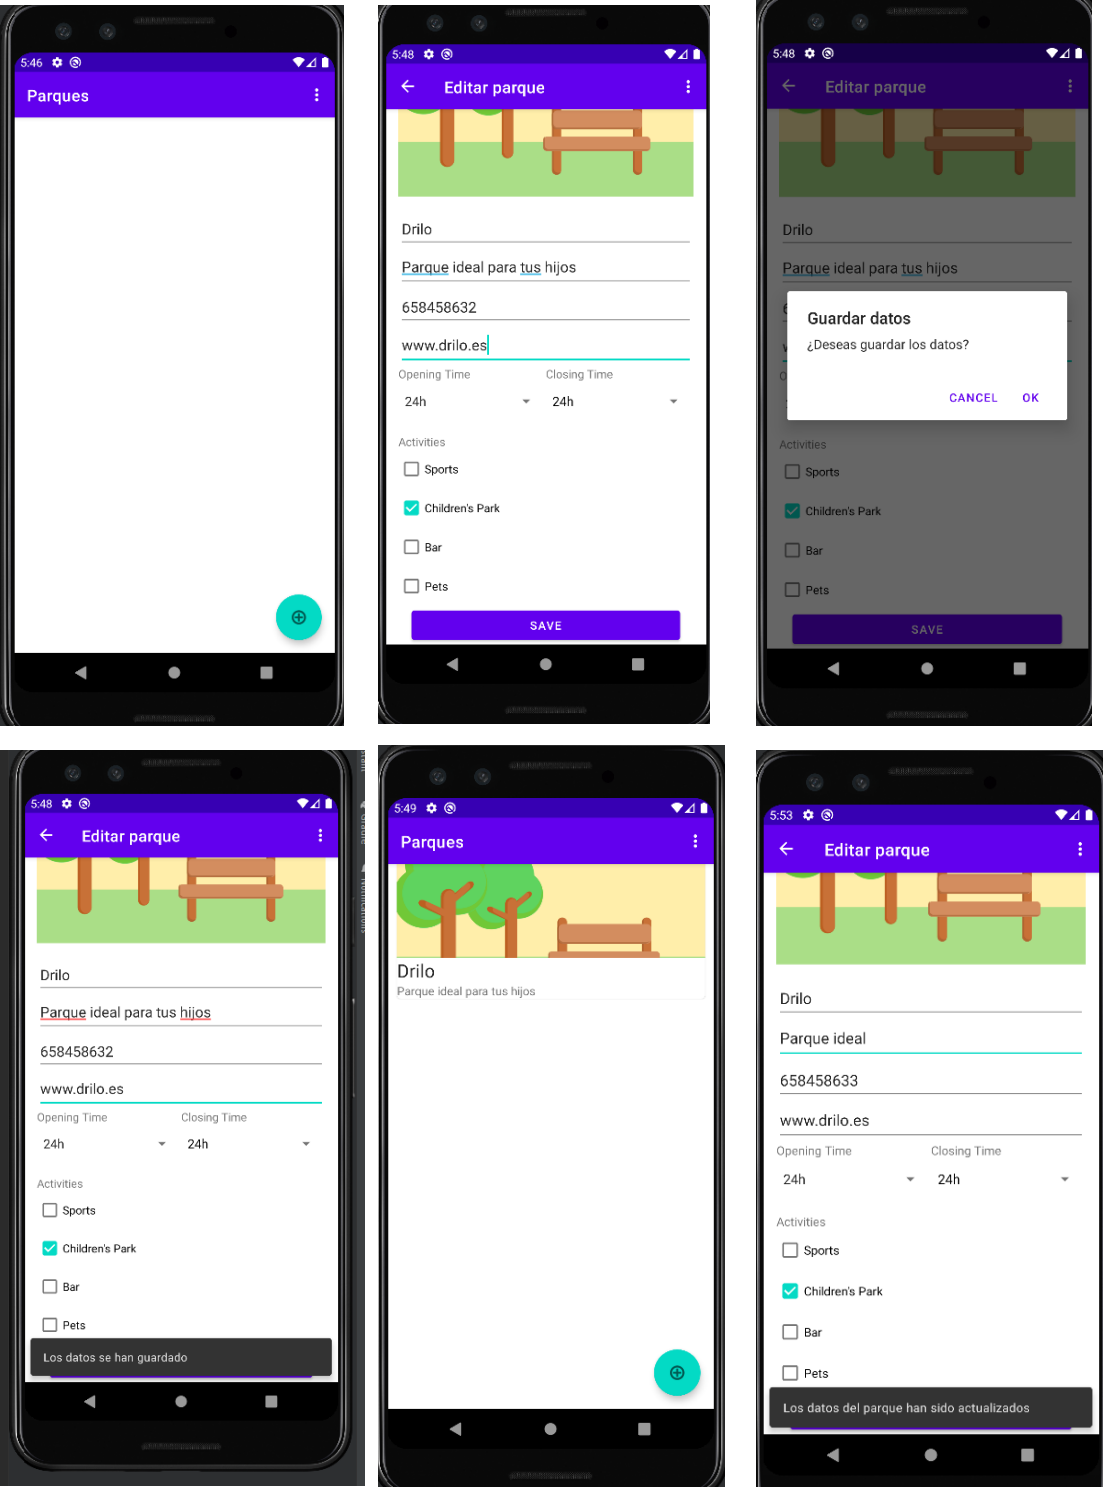 5:46
Parques
5:48
Editar parque
Drilo
Parque ideal para tus hijos
658458632
www.drilo.es
Opening Time Closing Time
24h 24h
Activities
Sports
Children's Park
Bar
Pets
SAVE
5:48
Editar parque
Drilo
Parque ideal para tus hijos
Guardar datos
¿Deseas guardar los datos?
CANCEL OK
Activities
Sports
Children's Park
Bar
Pets
SAVE
5:48
Editar parque
Drilo
Parque ideal para tus hijos
658458632
www.drilo.es
Opening Time Closing Time
24h 24h
Activities
Sports
Children's Park
Bar
Pets
Los datos se han guardado
5:49
Parques
Drilo
Parque ideal para tus hijos
5:53
Editar parque
Drilo
Parque ideal
658458633
www.drilo.es
Opening Time Closing Time
24h 24h
Activities
Sports
Children's Park
Bar
Pets
Los datos del parque han sido actualizados